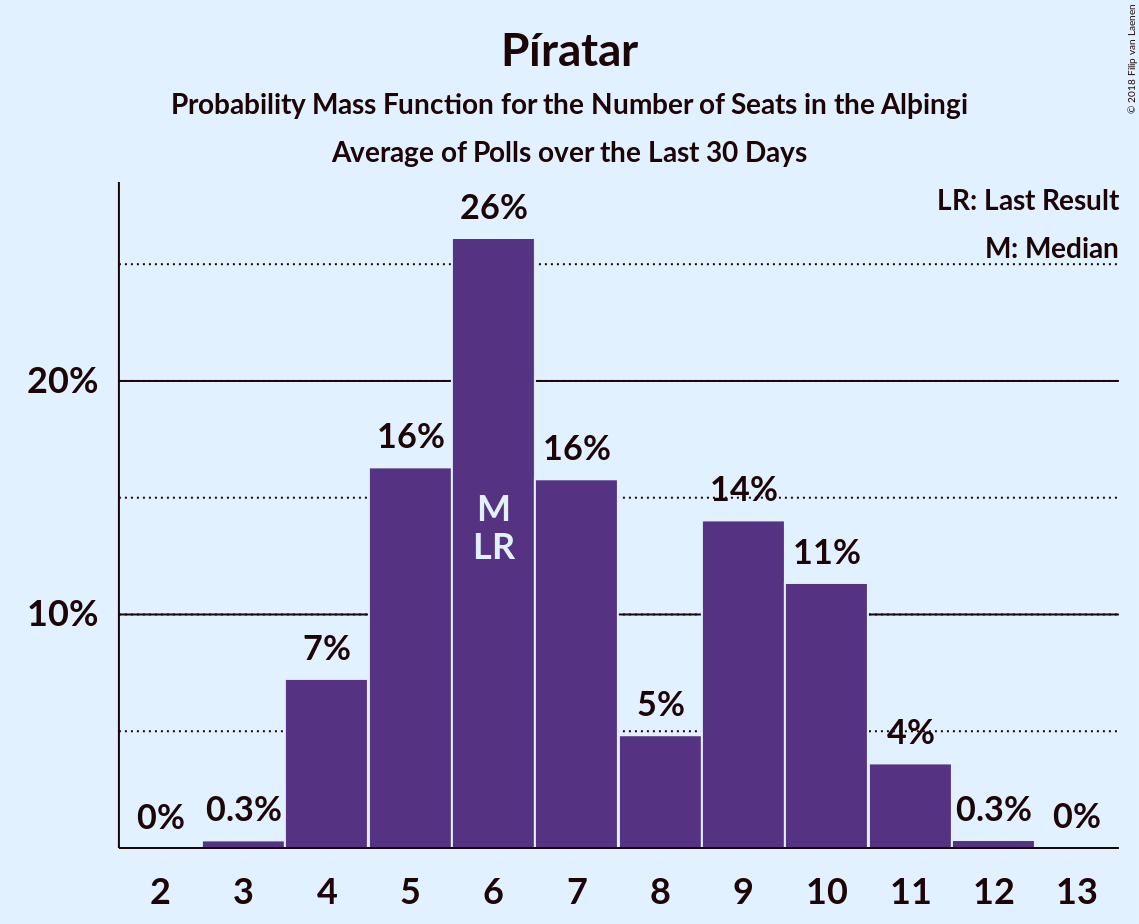 Píratar
Probability Mass Function for the Number of Seats in the Alþingi
Average of Polls over the Last 30 Days
© 2018 Filip van Laenen
LR: Last Result
M: Median
20%
10%
0%
0.3%
7%
16%
26%
16%
5%
14%
11%
4%
0.3%
0%
M
LR
2 3 4 5 6 7 8 9 10 11 12 13